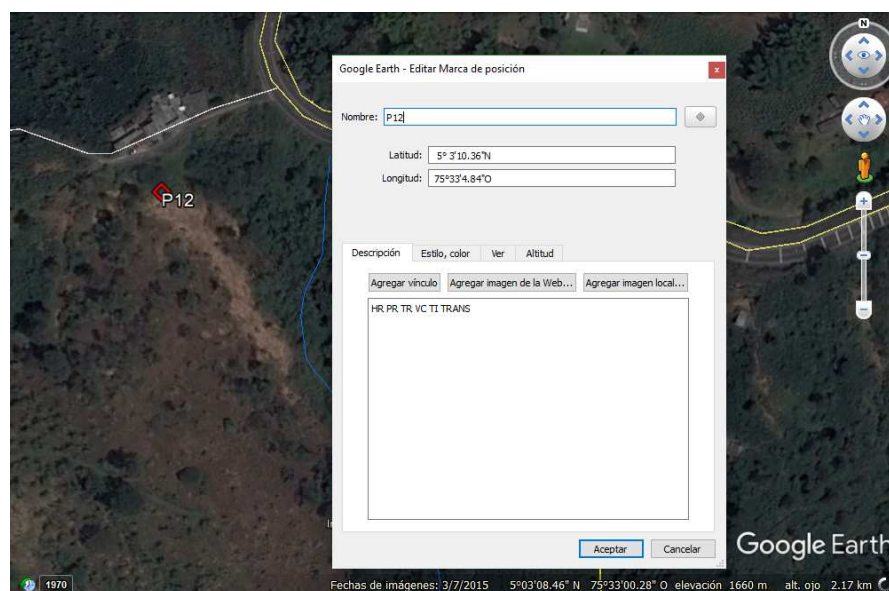 N
Google Earth - Editar Marca de posición
x
Nombre: P12
Latitud: 5° 3'10.36"N
Longitud: 75°33'4.84"O
P12
Descripción Estilo, color Ver Altitud
Agregar vínculo Agregar imagen de la Web... Agregar imagen local...
HR PR TR VC TI TRANS
Aceptar Cancelar
Google Earth
1970 Fechas de imágenes: 3/7/2015 5°03'08.46" N 75°33'00.28" O elevación 1660 m alt. ojo 2.17 km